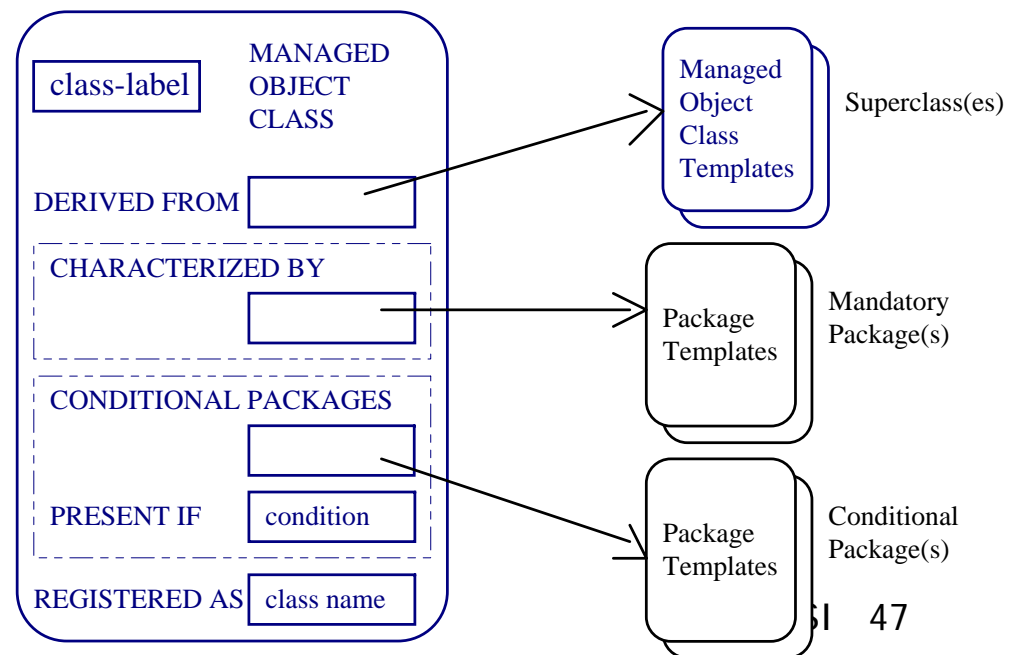 class-label
MANAGED
OBJECT
CLASS
DERIVED FROM
CHARACTERIZED BY
CONDITIONAL PACKAGES
PRESENT IF
condition
REGISTERED AS
class name
Managed
Object
Class
Templates
Superclass(es)
Package
Templates
Mandatory
Package(s)
Package
Templates
Conditional
Package(s)
47